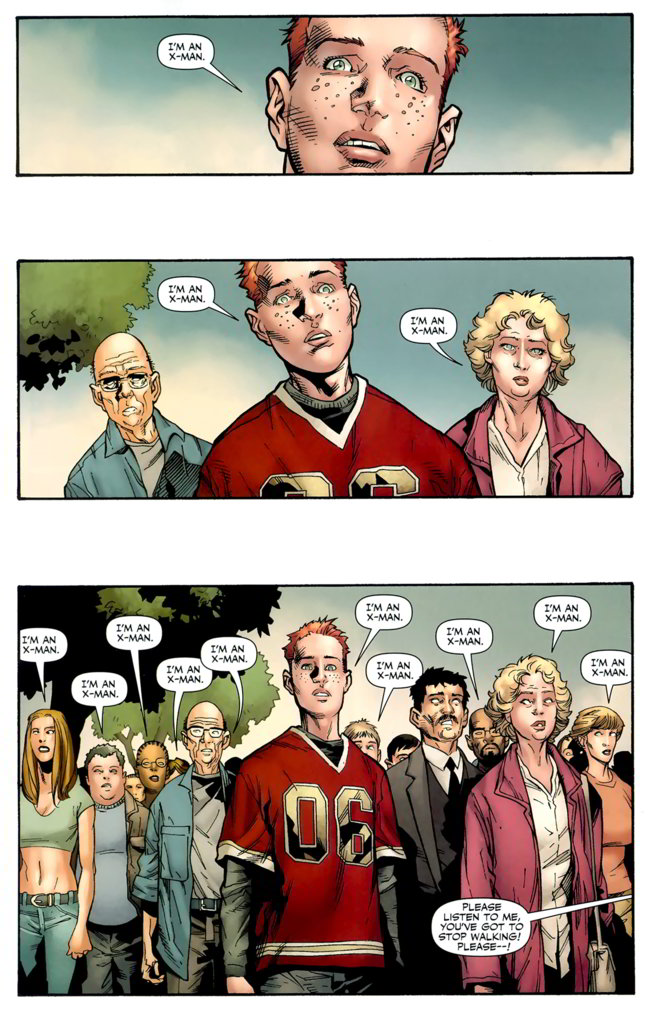 I'M AN
X-MAN.
I'M AN
X-MAN.
I'M AN
X-MAN.
06
I'M AN
X-MAN.
I'M AN
X-MAN.
I'M AN
X-MAN.
I'M AN
X-MAN.
I'M AN
X-MAN.
I'M AN
X-MAN.
I'M AN
X-MAN.
I'M AN
X-MAN.
I'M AN
X-MAN.
I'M AN
X-MAN.
06
PLEASE
LISTEN TO ME,
YOU'VE GOT TO
STOP WALKING!
PLEASE--!